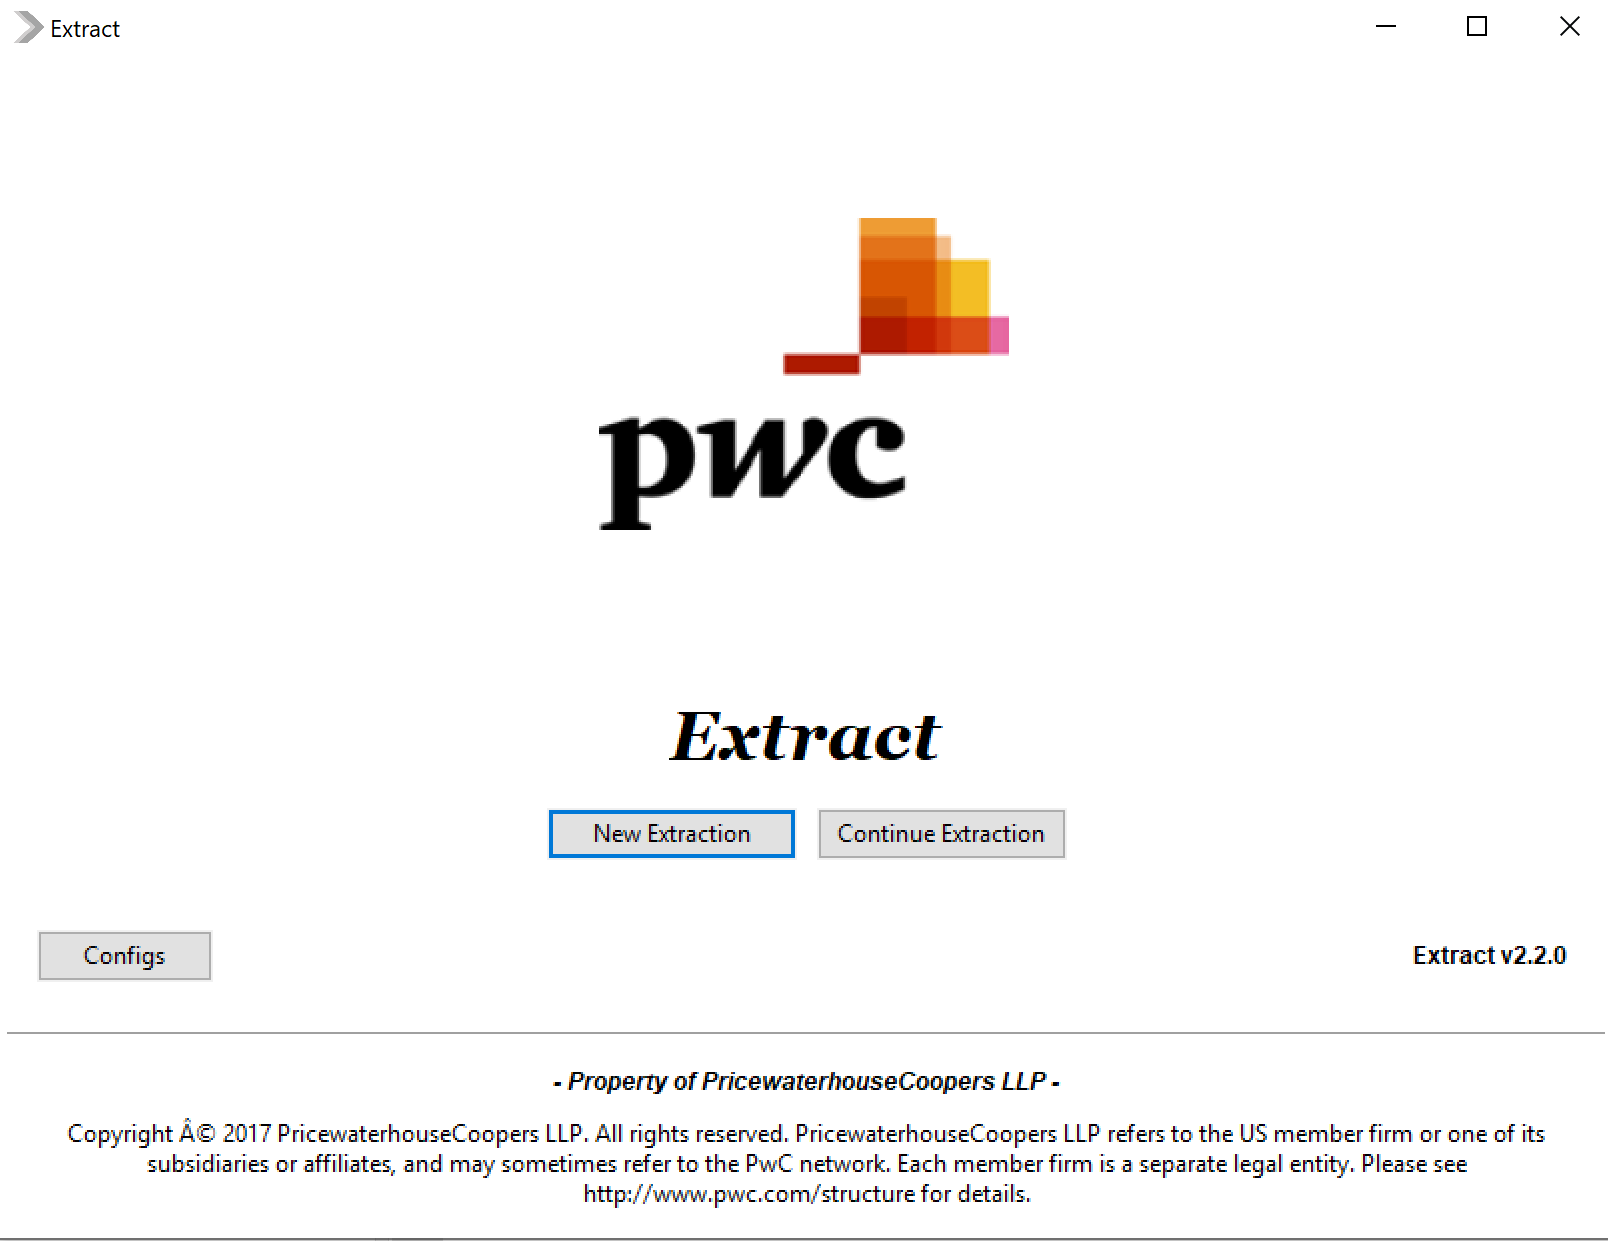 Extract
pwc
Extract
New Extraction
Continue Extraction
Configs
Extract v2.2.0
- Property of PricewaterhouseCoopers LLP -
Copyright Â© 2017 PricewaterhouseCoopers LLP. All rights reserved. PricewaterhouseCoopers LLP refers to the US member firm or one of its
subsidiaries or affiliates, and may sometimes refer to the PwC network. Each member firm is a separate legal entity. Please see
http://www.pwc.com/structure for details.